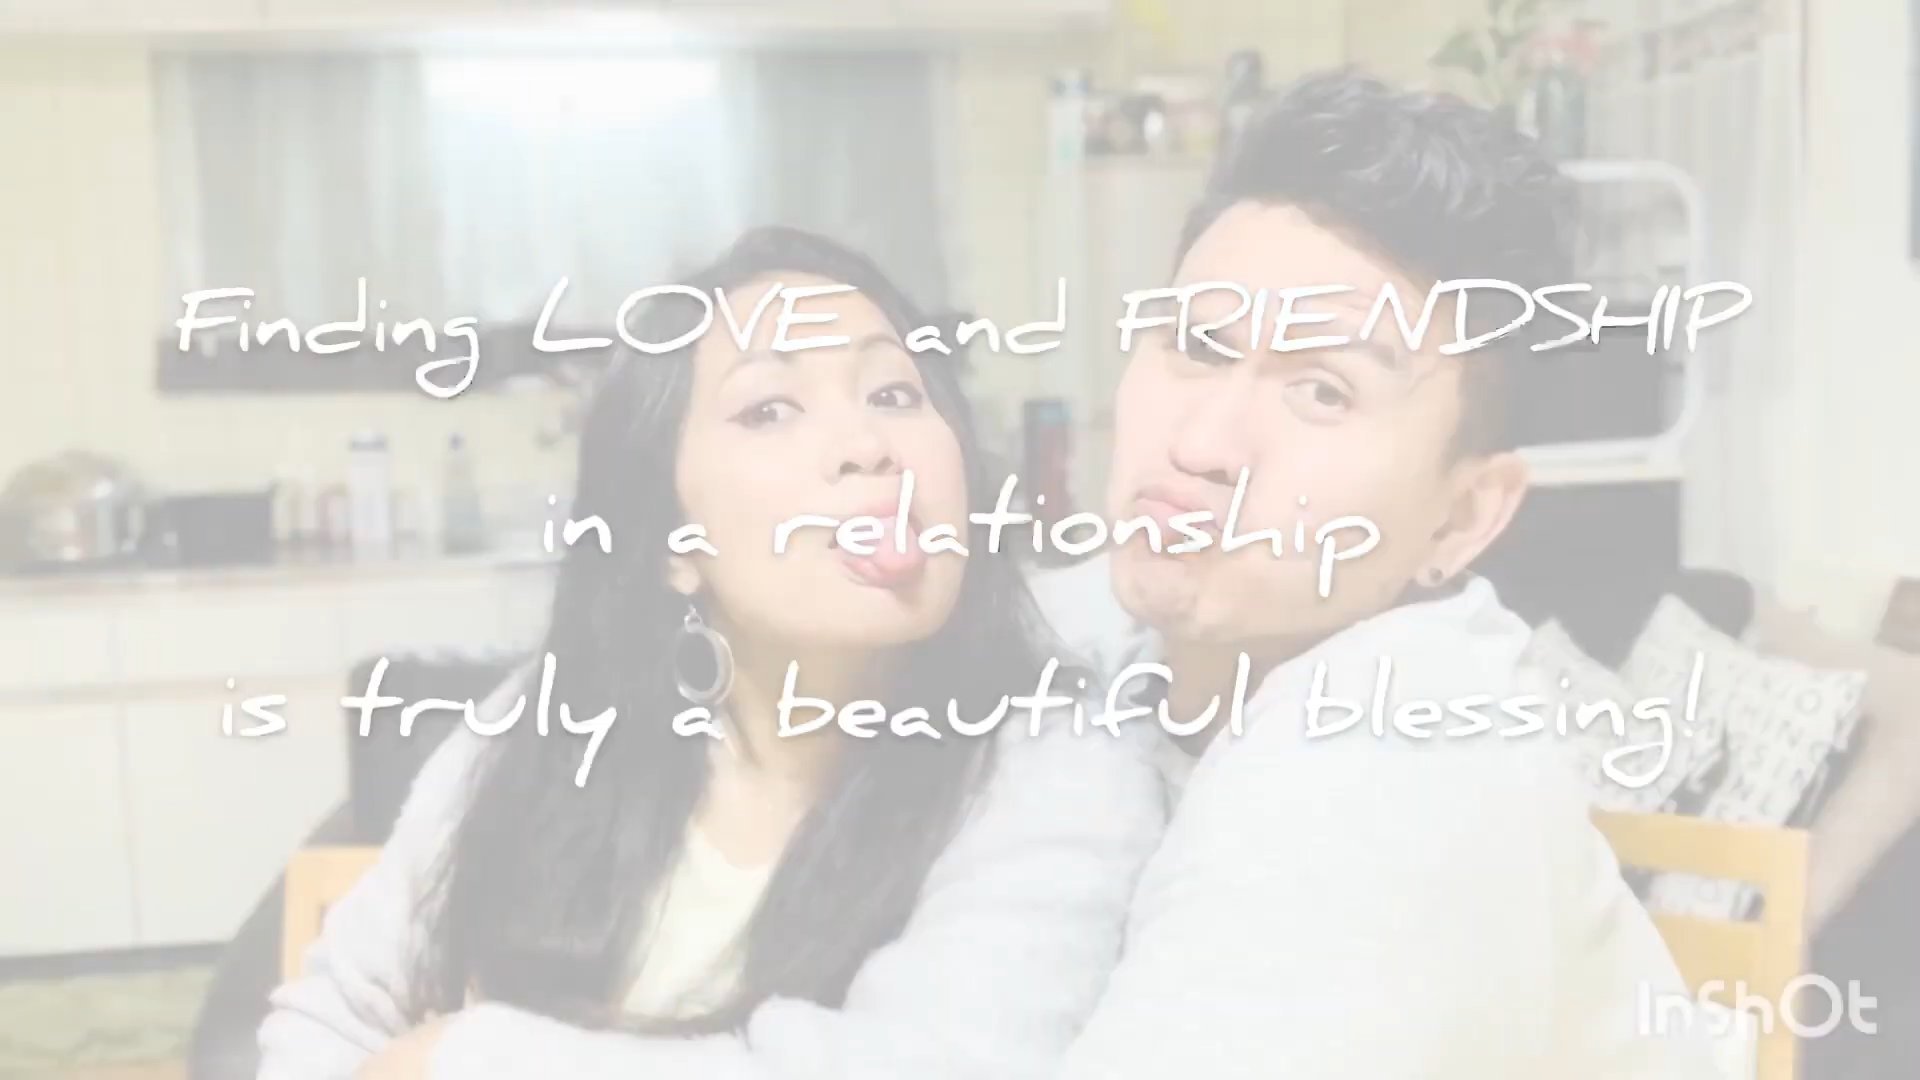 Finding LOVE and FRIENDSHIP
in a relationship
is truly a beautiful blessing!
InShOt